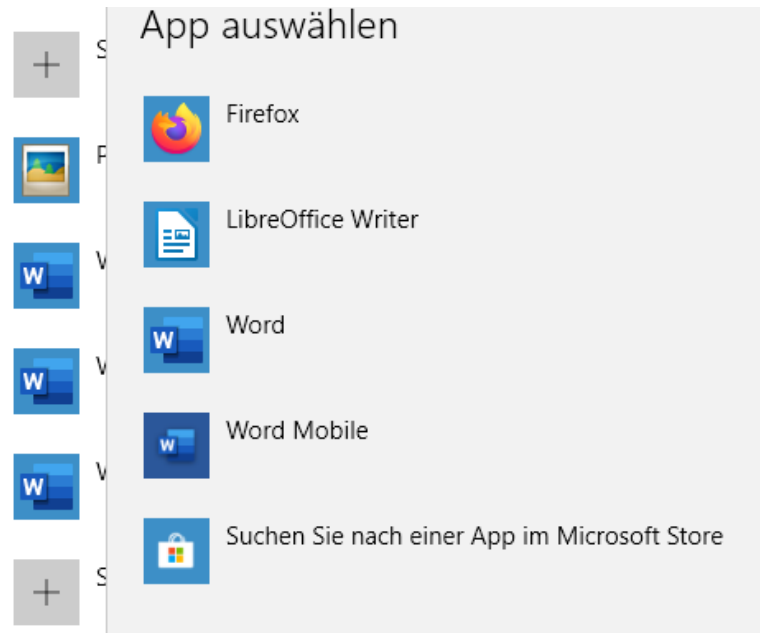 App auswählen
Firefox
LibreOffice Writer
Word
Word Mobile
Suchen Sie nach einer App im Microsoft Store